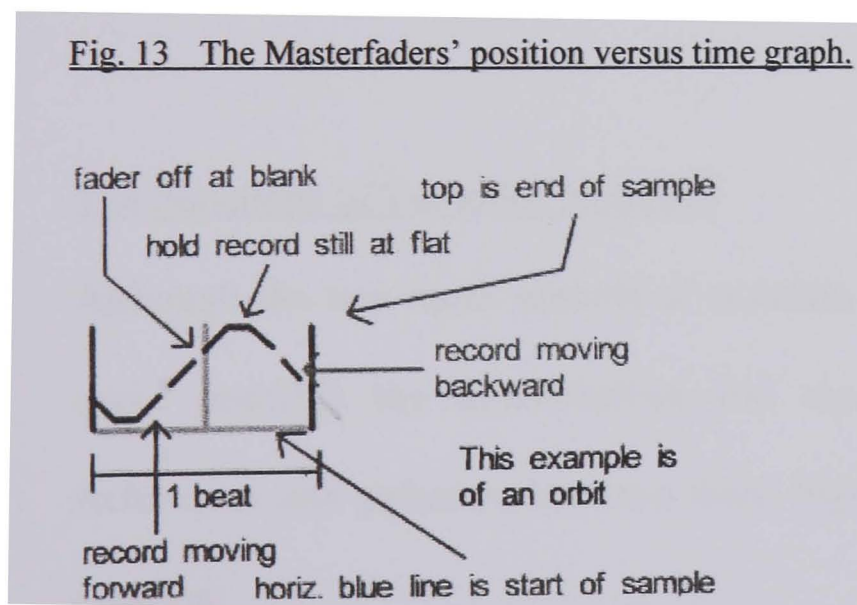 Fig. 13 The Masterfaders' position versus time graph.
fader off at blank
top is end of sample
hold record still at flat
record moving
backward
This example is
of an orbit
1 beat
record moving
forward
horiz. blue line is start of sample